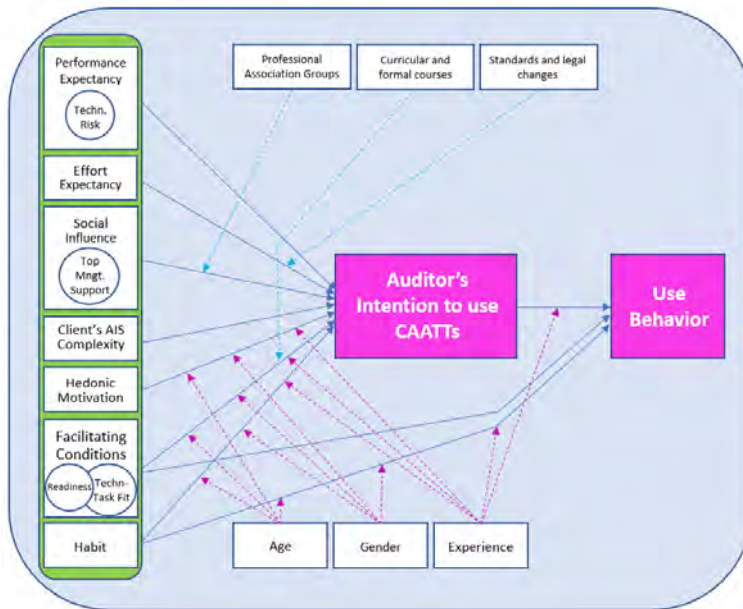 Performance
Expectancy
Techn.
Risk
Effort
Expectancy
Social
Influence
Top
Mngt.
Support
Client's AIS
Complexity
Hedonic
Motivation
Facilitating
Conditions
Readiness
Techn-
Task Fit
Habit
Professional
Association Groups
Curricular and
formal courses
Standards and legal
changes
Auditor's
Intention to use
CAATTs
Use
Behavior
Age
Gender
Experience